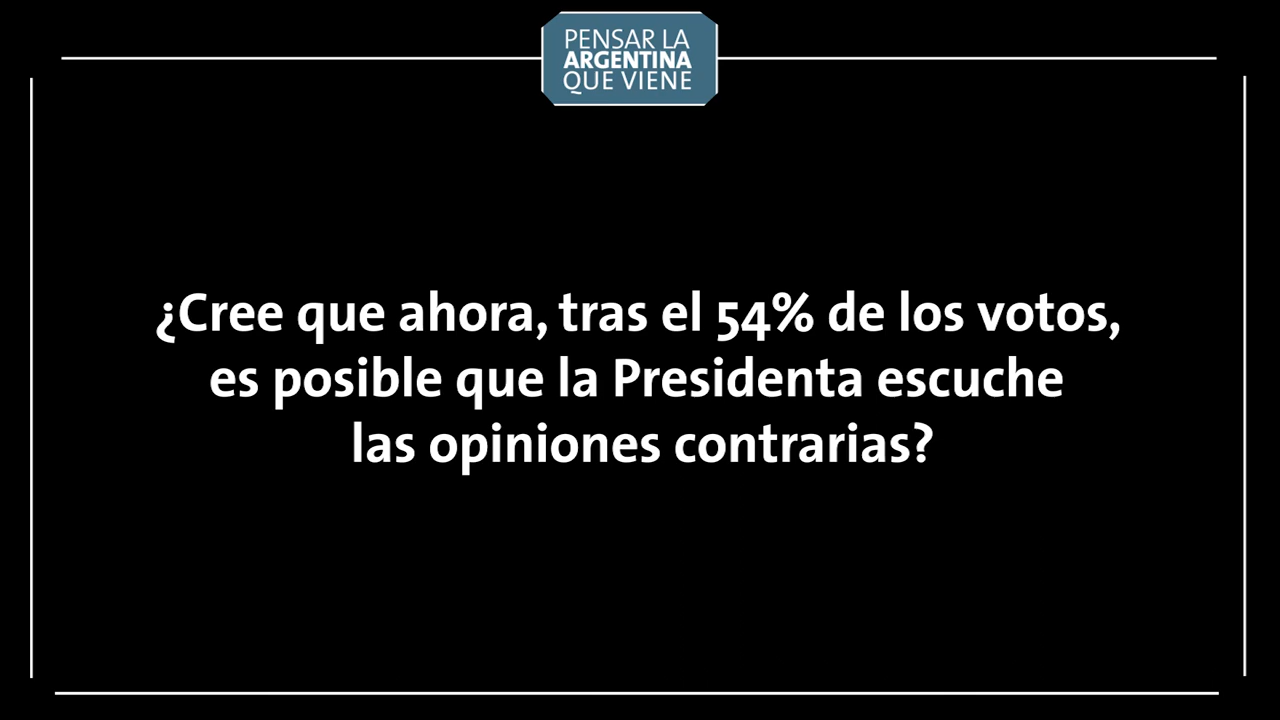 PENSAR LA
ARGENTINA
QUE VIENE
¿Cree que ahora, tras el 54% de los votos,
es posible que la Presidenta escuche
las opiniones contrarias?